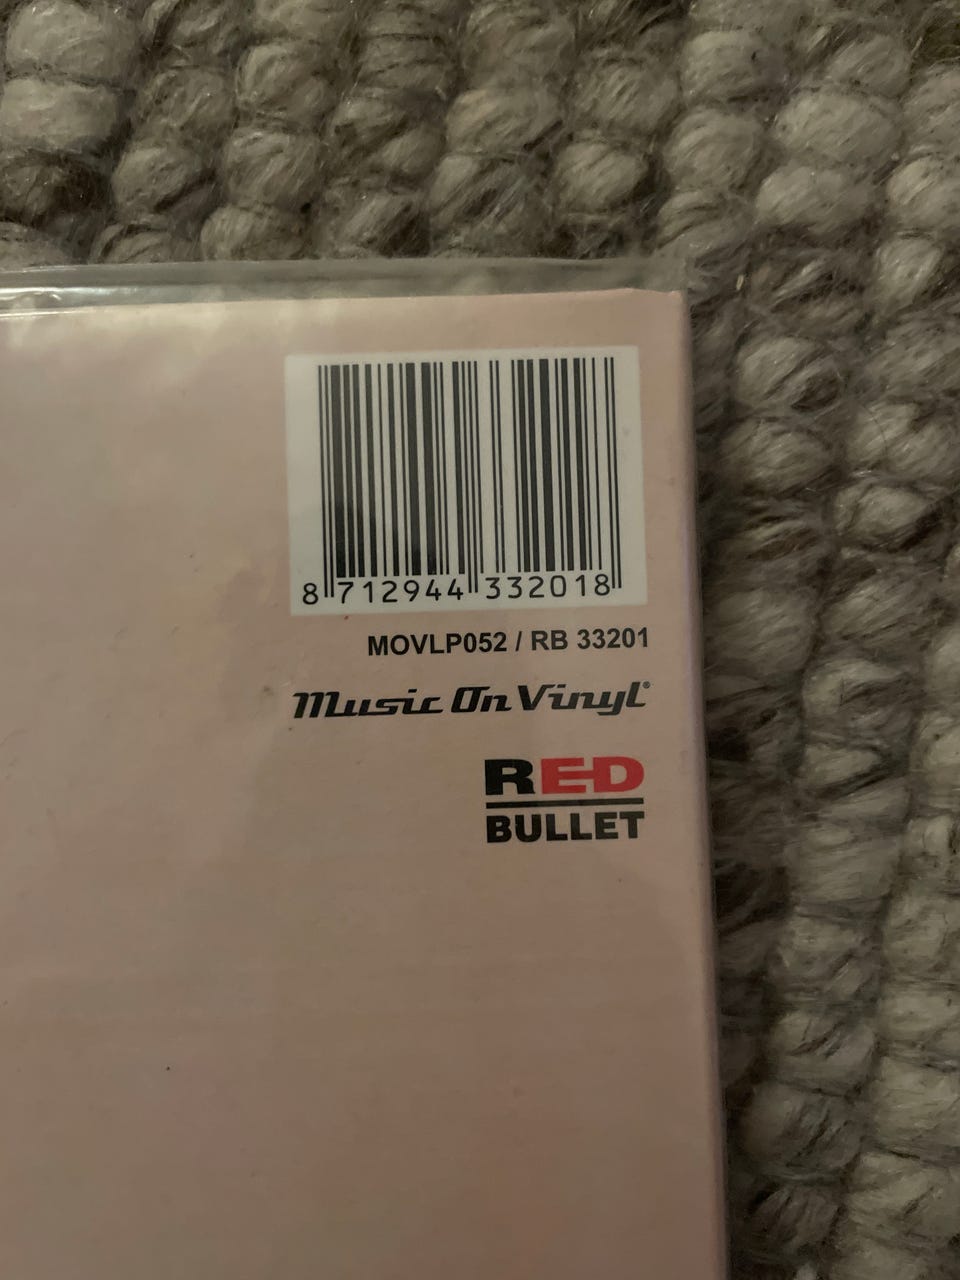 8 712944 332018
MOVLP052 / RB 33201
Music On Vinyl®
RED
BULLET